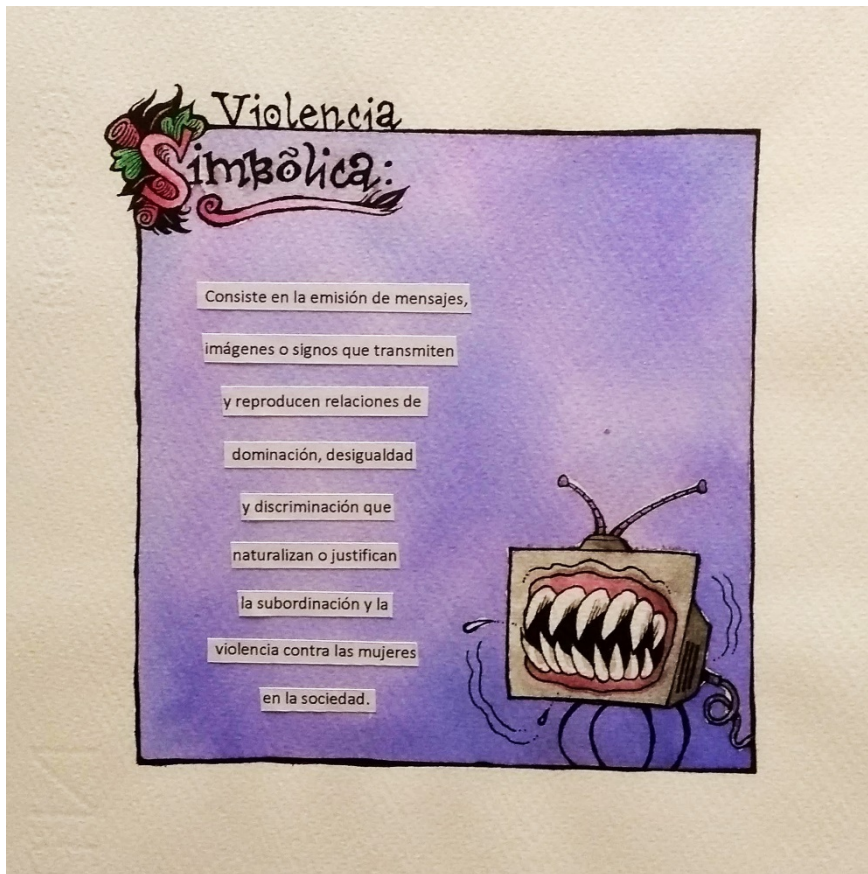 Violencia
Simbõlica:
Consiste en la emisión de mensajes,
imágenes o signos que transmiten
y reproducen relaciones de
dominación, desigualdad
y discriminación que
naturalizan o justifican
la subordinación y la
violencia contra las mujeres
en la sociedad.